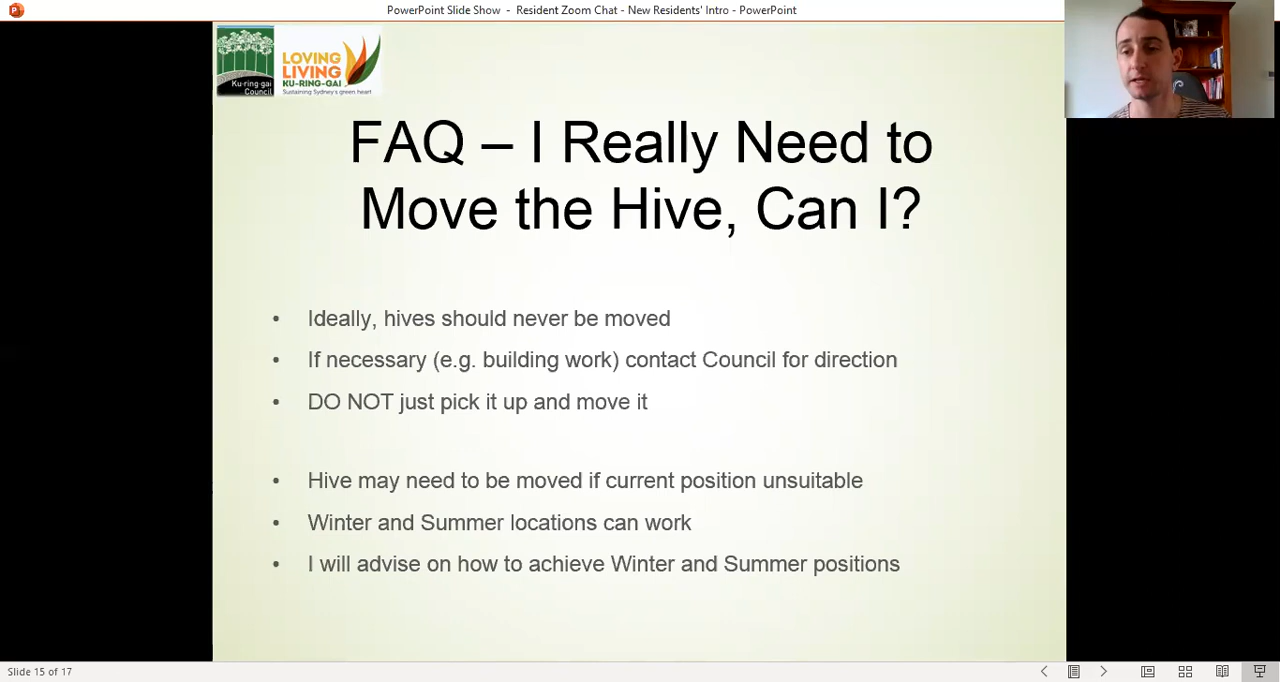 PowerPoint Slide Show - Resident Zoom Chat - New Residents' Intro - PowerPoint
Ku-ring-gai
Council
LOVING
LIVING
KU-RING-GAI
Sustaining Sydney's green heart
FAQ – I Really Need to
Move the Hive, Can I?
• Ideally, hives should never be moved
• If necessary (e.g. building work) contact Council for direction
• DO NOT just pick it up and move it
• Hive may need to be moved if current position unsuitable
• Winter and Summer locations can work
• I will advise on how to achieve Winter and Summer positions
Slide 15 of 17